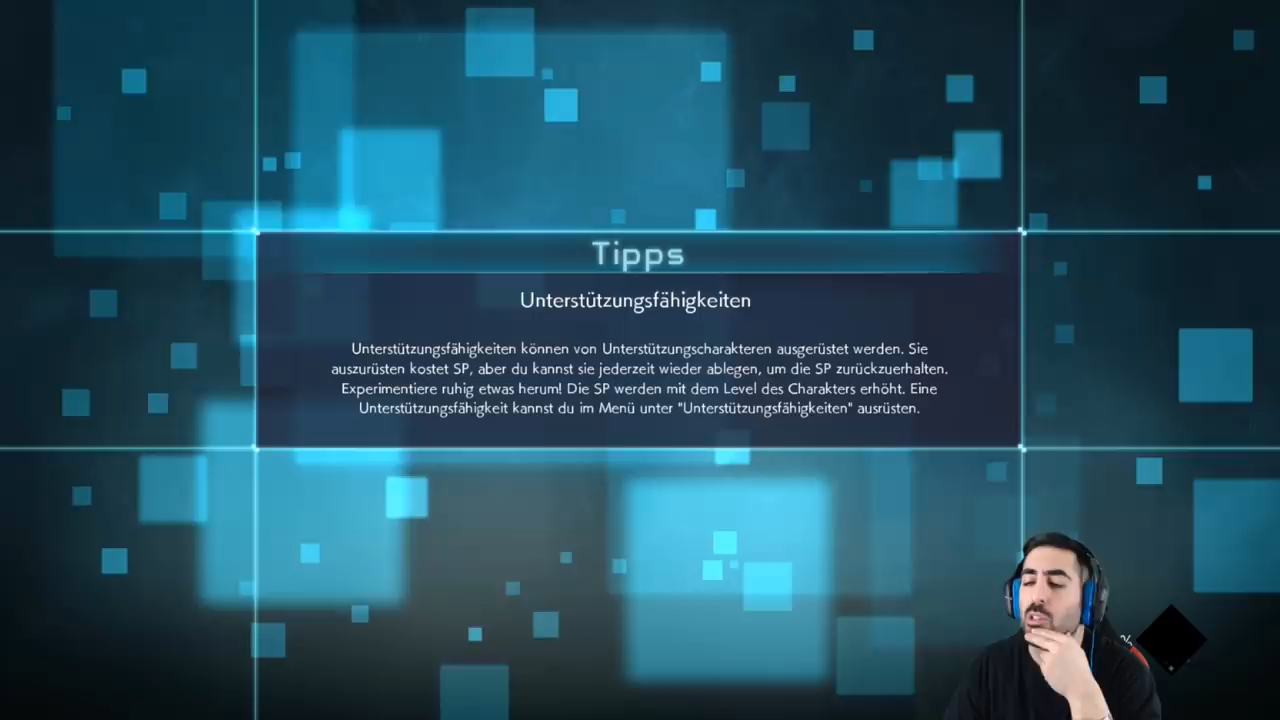 Tipps
Unterstützungsfähigkeiten
Unterstützungsfähigkeiten können von Unterstützungscharakteren ausgerüstet werden. Sie
auszurüsten kostet SP, aber du kannst sie jederzeit wieder ablegen, um die SP zurückzuerhalten.
Experimentiere ruhig etwas herum! Die SP werden mit dem Level des Charakters erhöht. Eine
Unterstützungsfähigkeit kannst du im Menü unter "Unterstützungsfähigkeiten" ausrüsten.
%